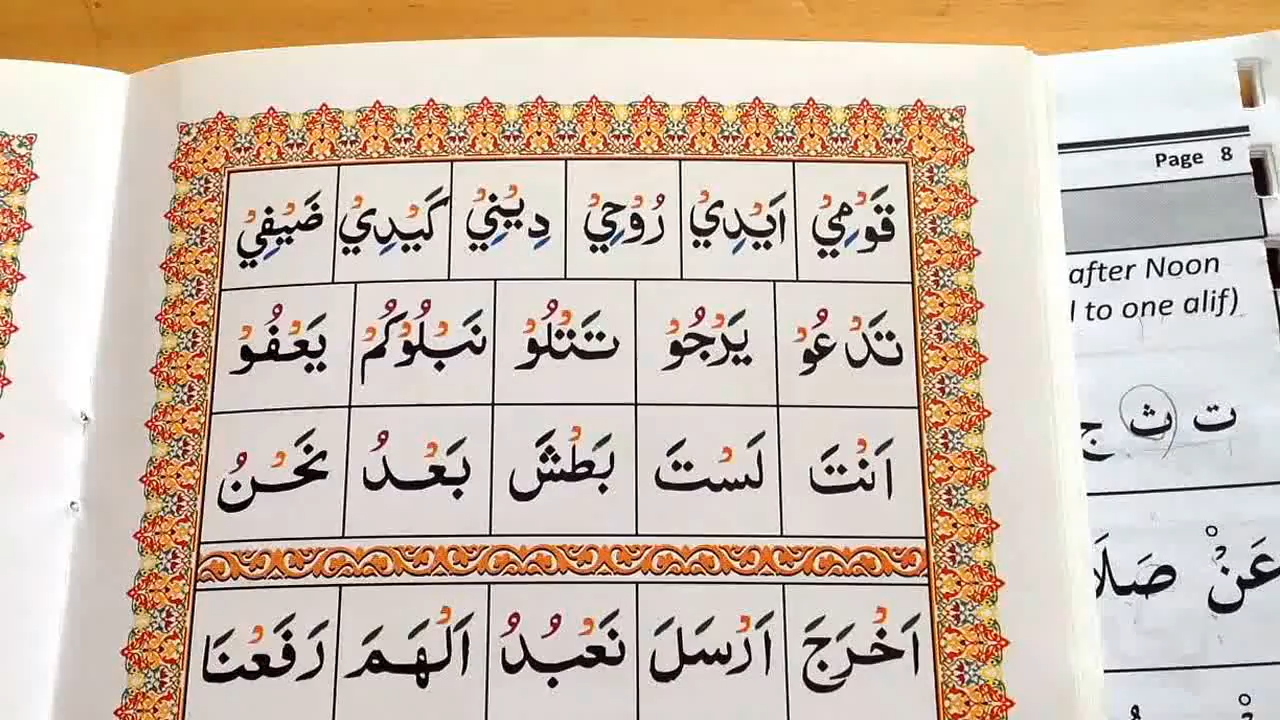 قَوْمِيْ اَيْدِيْ رُوْحِيْ دِيْنِيْ كَيْدِيْ ضَيْفِيْ
تَدْعُوْ يَرْجُوْ تَتْلُوْ نَبْلُوْكُمْ يَعْفُوْ
اَنْتَ لَسْتَ بَطْشَ بَعْدُ نَحْنُ
اَخْرَجَ اَرْسَلَ نَعْبُدُ اَلْهَمَ رَفَعْنَا
Page 8
after Noon
to one alif)
ت ث ج
عَنْ صَلَا